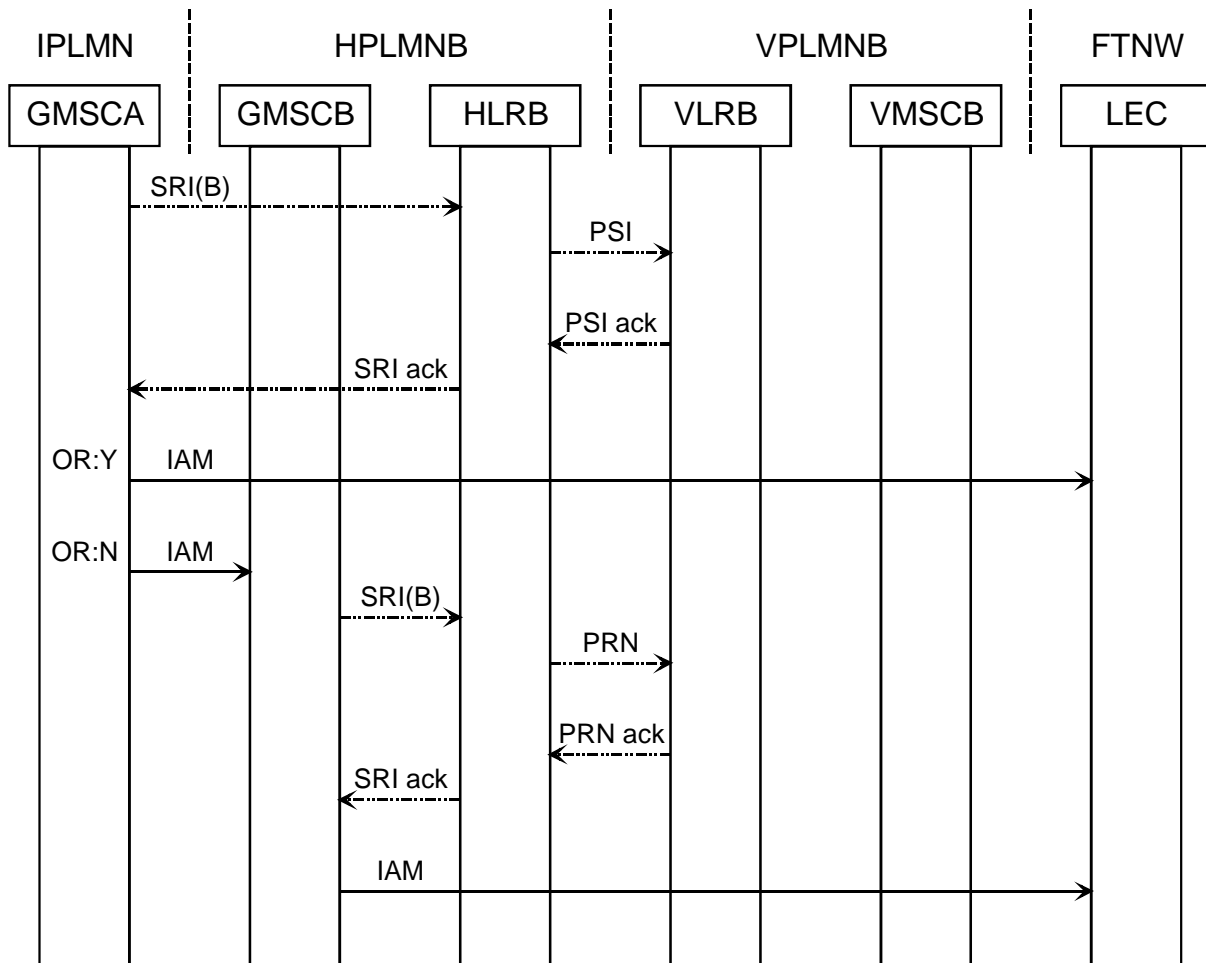 IPLMN HPLMNB VPLMNB FTNW
GMSCA GMSCB HLRB VLRB VMSCB LEC
SRI(B)
PSI
PSI ack
SRI ack
OR:Y IAM
OR:N IAM
SRI(B)
PRN
PRN ack
SRI ack
IAM